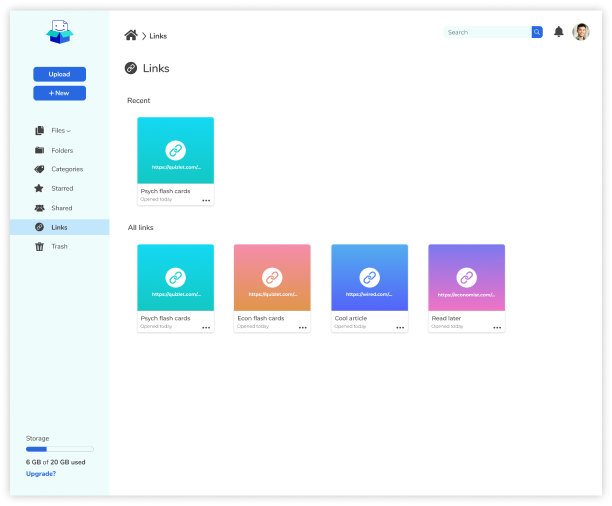 Links
Search
Links
Upload
+ New
Files
Folders
Categories
Starred
Shared
Links
Trash
Storage
6 GB of 20 GB used
Upgrade?
Recent
https://quizlet.com/...
Psych flash cards
Opened today
All links
https://quizlet.com/...
Psych flash cards
Opened today
https://quizlet.com/...
Econ flash cards
Opened today
https://wired.com/...
Cool article
Opened today
https://economist.com/...
Read later
Opened today